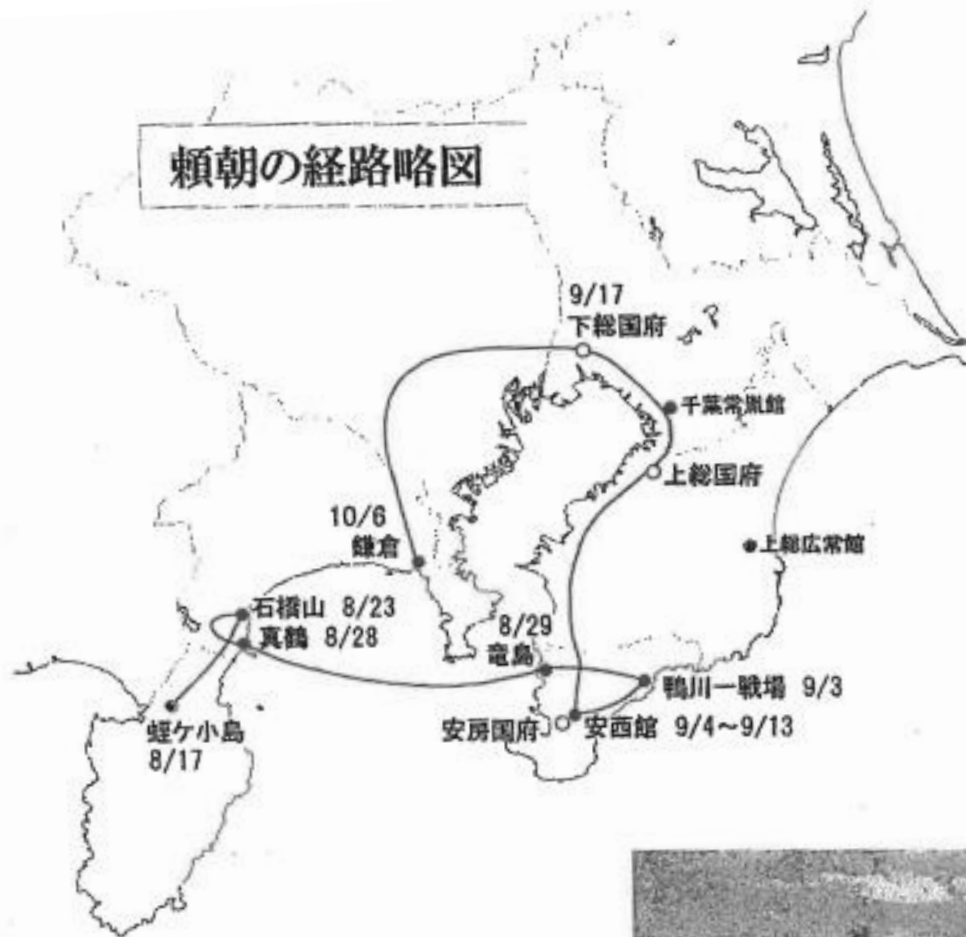 頼朝の経路略図
9/17
下総国府
千葉常胤館
上総国府
10/6
鎌倉
上総広常館
石橋山 8/23
真鶴 8/28
8/29
竜島
鴨川一戦場 9/3
安房国府
安西館 9/4～9/13
蛭ケ小島
8/17